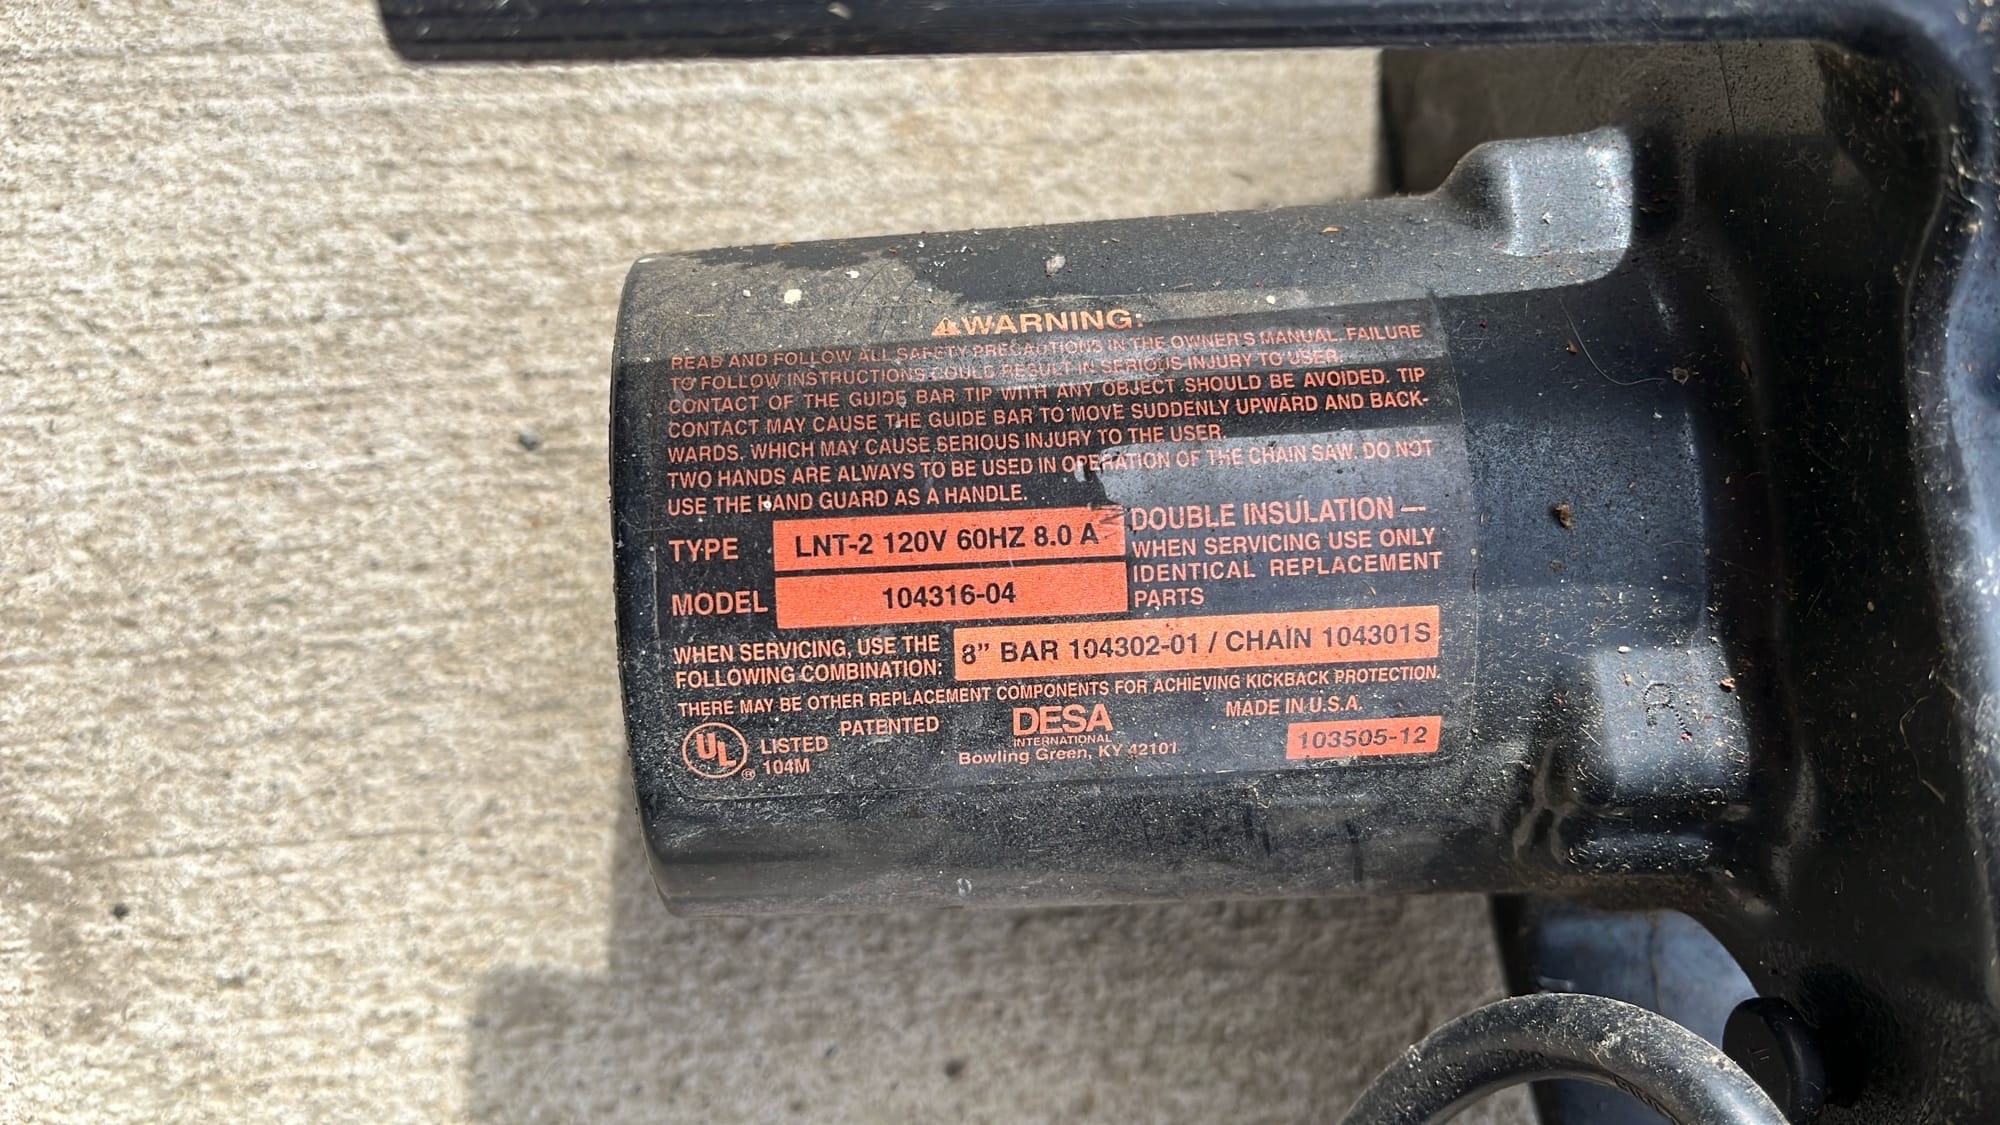 WARNING:
READ AND FOLLOW ALL SAFETY PRECAUTIONS IN THE OWNER'S MANUAL. FAILURE
TO FOLLOW INSTRUCTIONS COULD RESULT IN SERIOUS INJURY TO USER.
CONTACT OF THE GUIDE BAR TIP WITH ANY OBJECT SHOULD BE AVOIDED. TIP
CONTACT MAY CAUSE THE GUIDE BAR TO MOVE SUDDENLY UPWARD AND BACK-
WARDS, WHICH MAY CAUSE SERIOUS INJURY TO THE USER.
TWO HANDS ARE ALWAYS TO BE USED IN OPERATION OF THE CHAIN SAW. DO NOT
USE THE HAND GUARD AS A HANDLE.
TYPE LNT-2 120V 60HZ 8.0 A
MODEL 104316-04
DOUBLE INSULATION —
WHEN SERVICING USE ONLY
IDENTICAL REPLACEMENT
PARTS
WHEN SERVICING, USE THE
FOLLOWING COMBINATION:
8” BAR 104302-01 / CHAIN 104301S
THERE MAY BE OTHER REPLACEMENT COMPONENTS FOR ACHIEVING KICKBACK PROTECTION.
UL ®
LISTED
104M
PATENTED
DESA
INTERNATIONAL
Bowling Green, KY 42101
MADE IN U.S.A.
103505-12
R